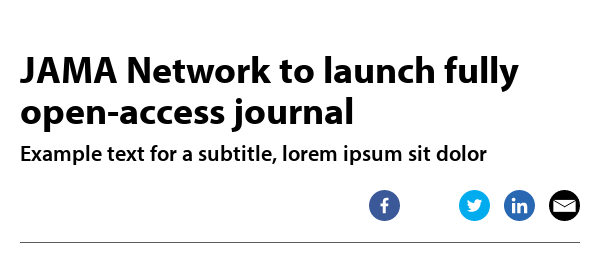 JAMA Network to launch fully
open-access journal
Example text for a subtitle, lorem ipsum sit dolor
f in